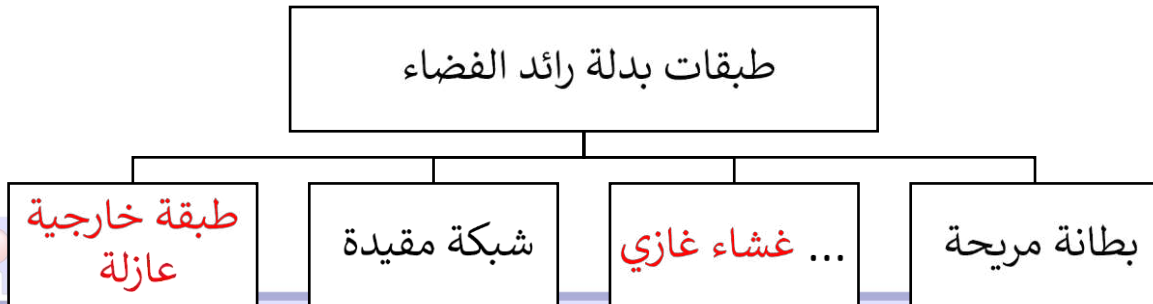 طبقات بدلة رائد الفضاء
بطانة مريحة
... غشاء غازي
شبكة مقيدة
طبقة خارجية
عازلة